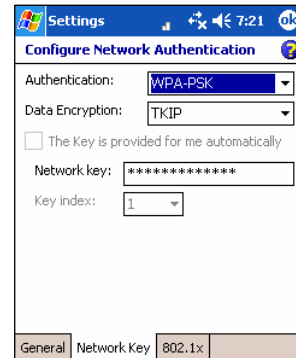 Settings 7:21 ok
Configure Network Authentication ?
Authentication: WPA-PSK
Data Encryption: TKIP
The Key is provided for me automatically
Network key: *************
Key index: 1
General Network Key 802.1x